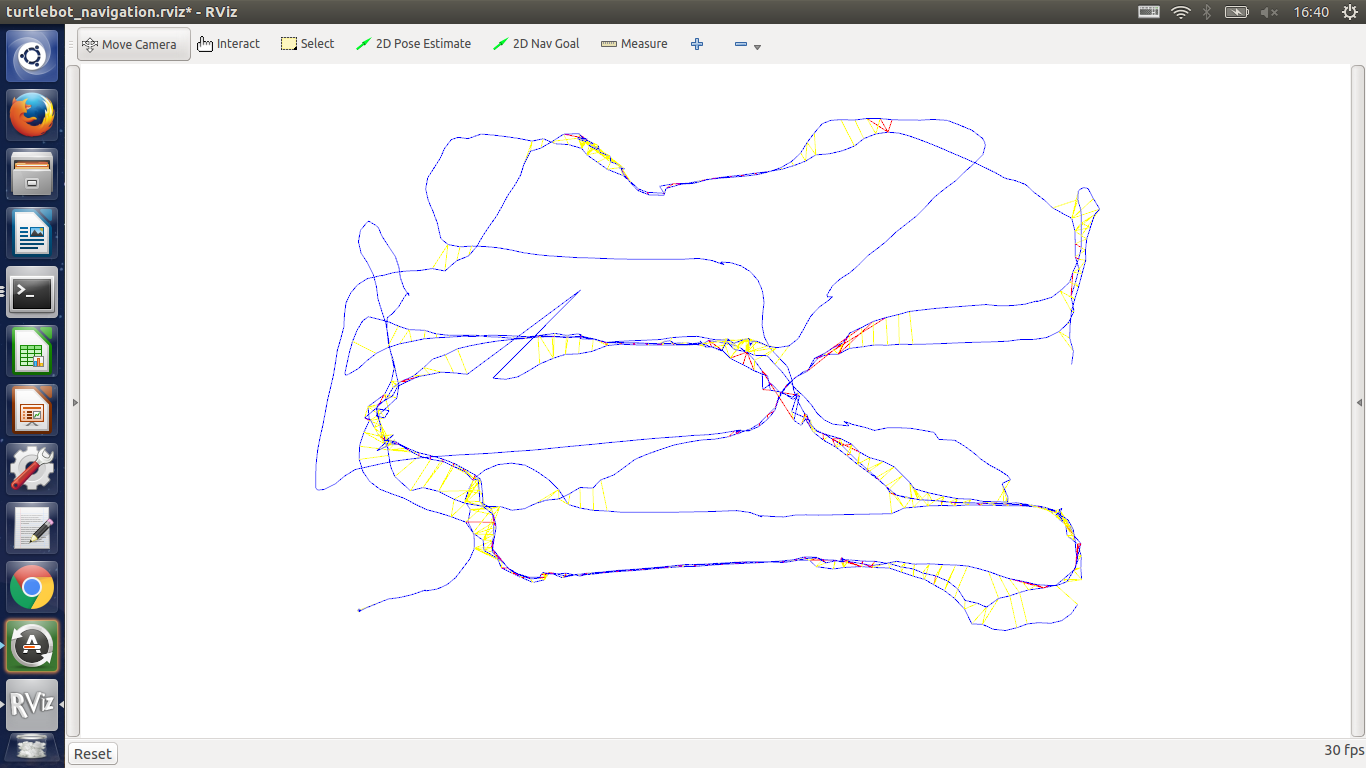 turtlebot_navigation.rviz* - RViz
16:40
Move Camera
Interact
Select
2D Pose Estimate
2D Nav Goal
Measure
>_
A
RViz
Reset
30 fps